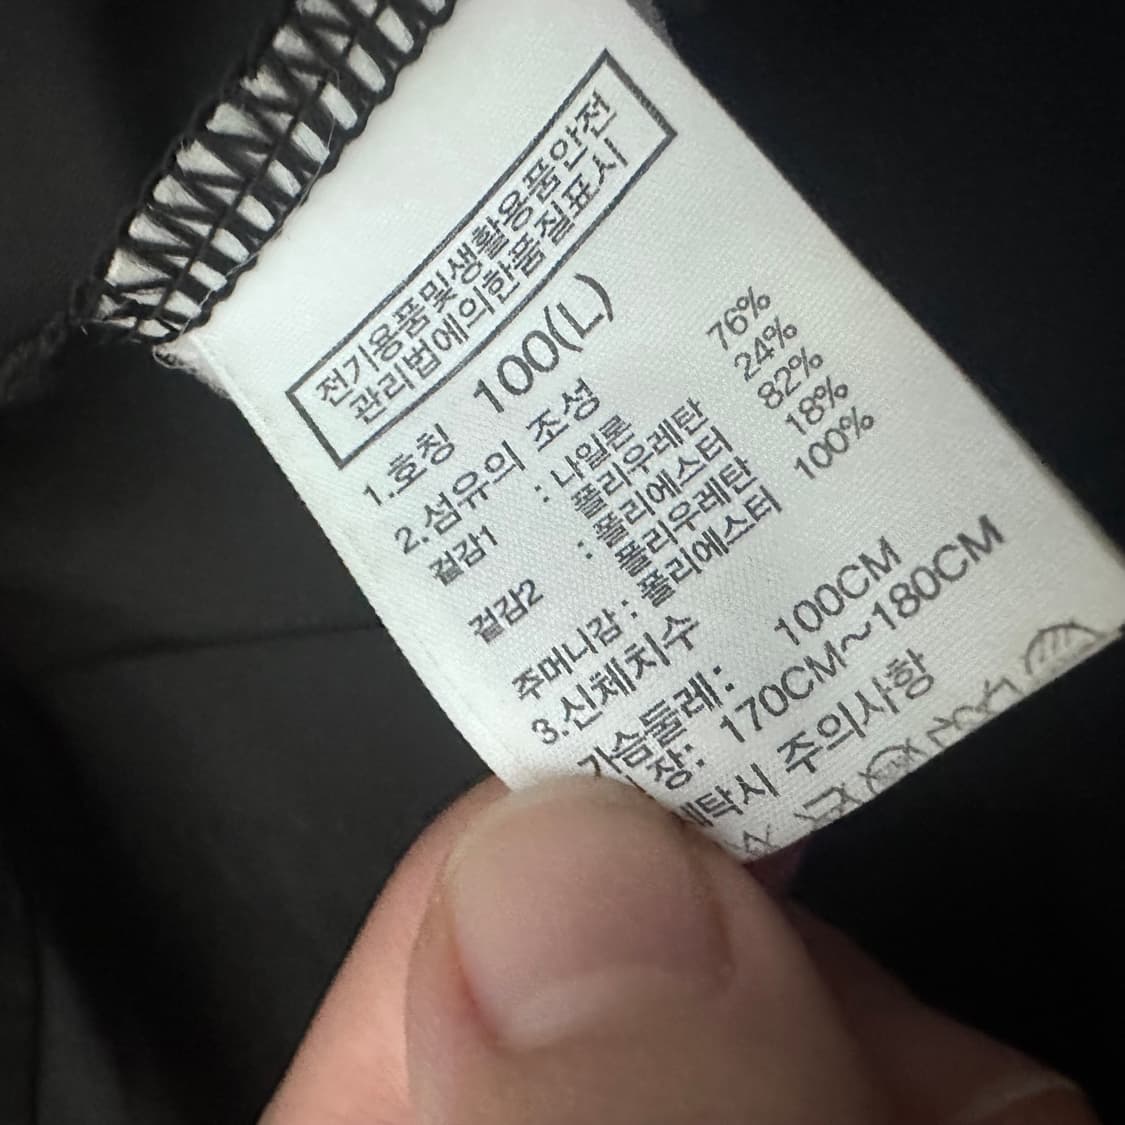 전기용품및생활용품안전
관리법에의한품질표시
1.호칭 100(L)
2.섬유의 조성
겉감1 : 나일론 76%
폴리우레탄 24%
겉감2 : 폴리에스터 82%
폴리우레탄 18%
주머니감 : 폴리에스터 100%
3.신체치수
가슴둘레: 100CM
장: 170CM~180CM
세탁시 주의사항